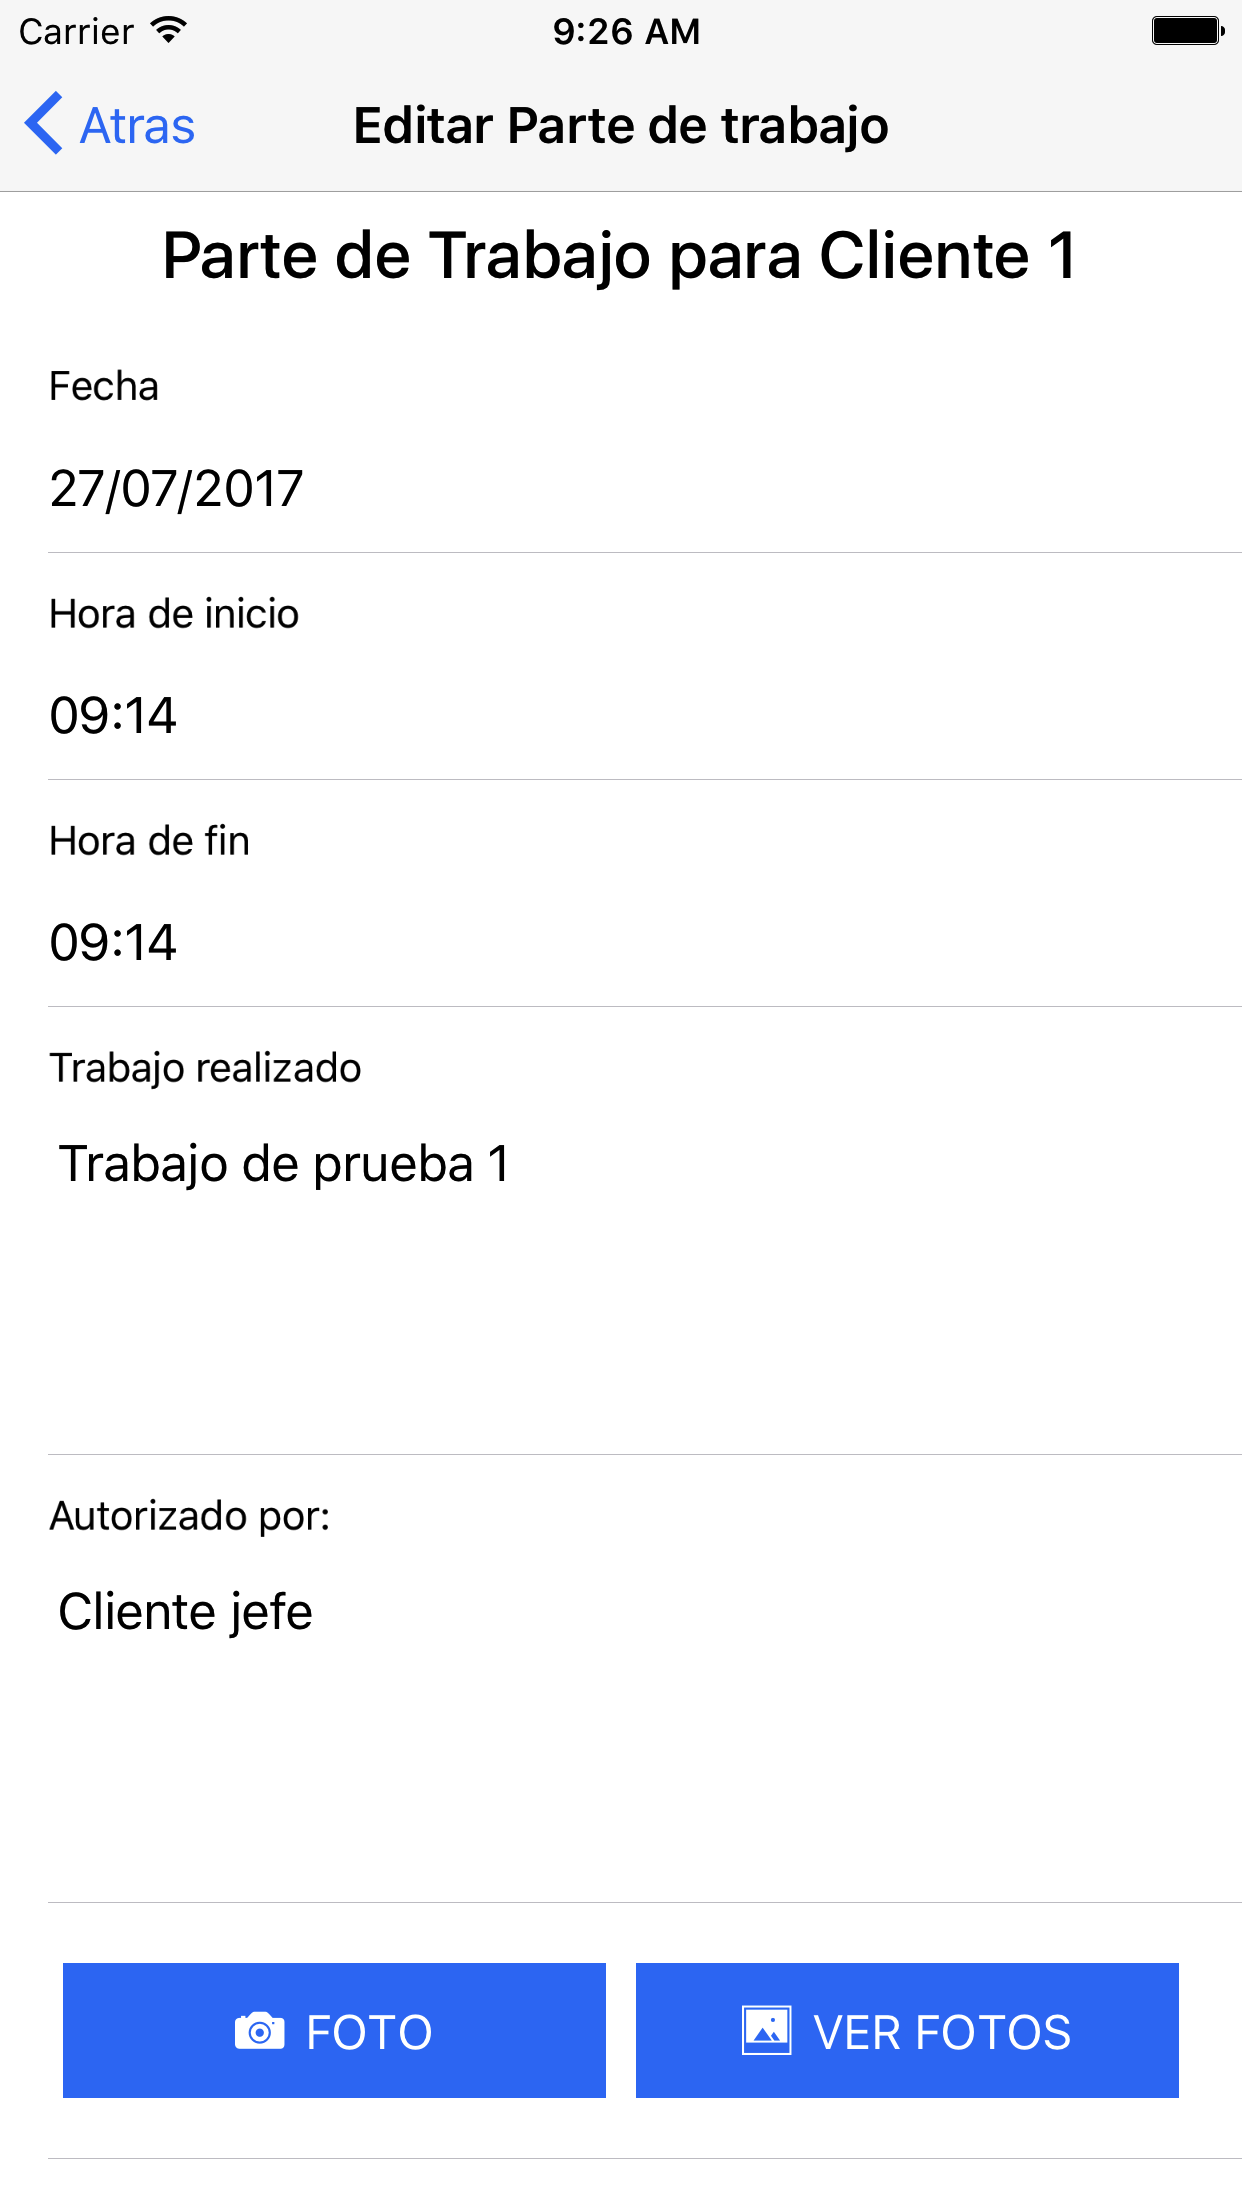 Carrier 9:26 AM
Atras Editar Parte de trabajo
Parte de Trabajo para Cliente 1
Fecha
27/07/2017
Hora de inicio
09:14
Hora de fin
09:14
Trabajo realizado
Trabajo de prueba 1
Autorizado por:
Cliente jefe
FOTO VER FOTOS